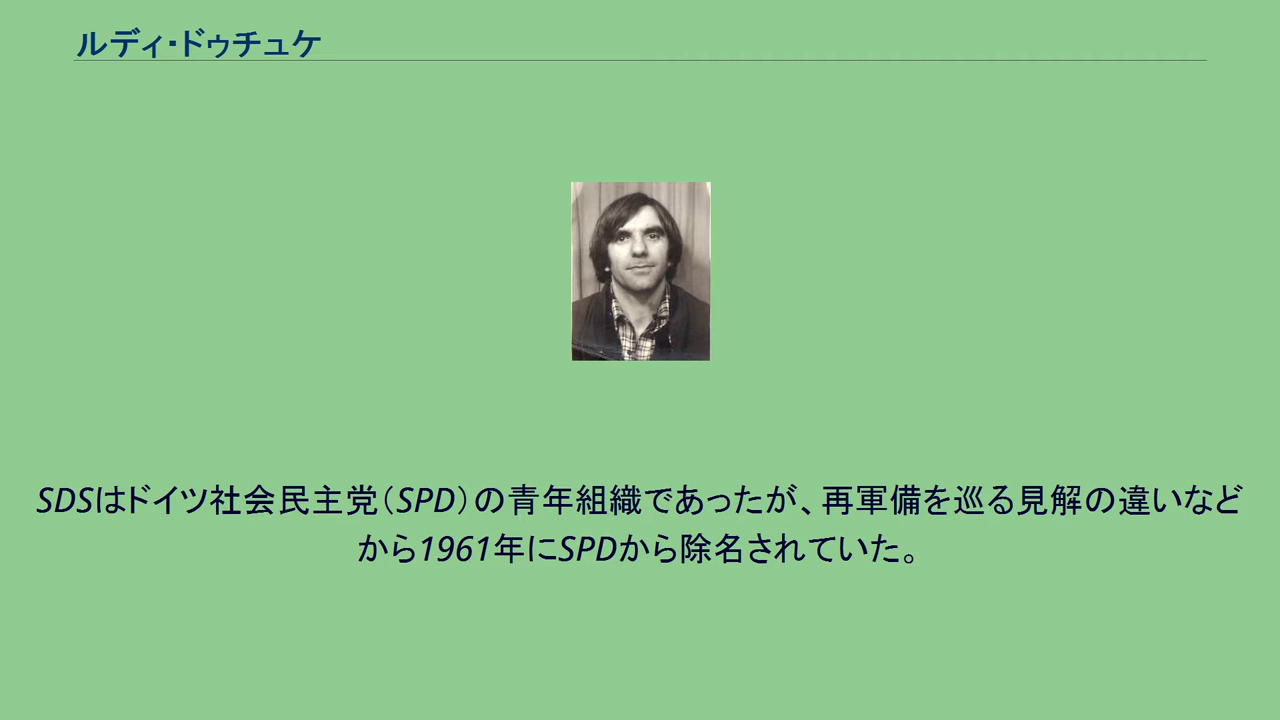 ルディ・ドゥチュケ
SDSはドイツ社会民主党（SPD）の青年組織であったが、再軍備を巡る見解の違いなど
から1961年にSPDから除名されていた。